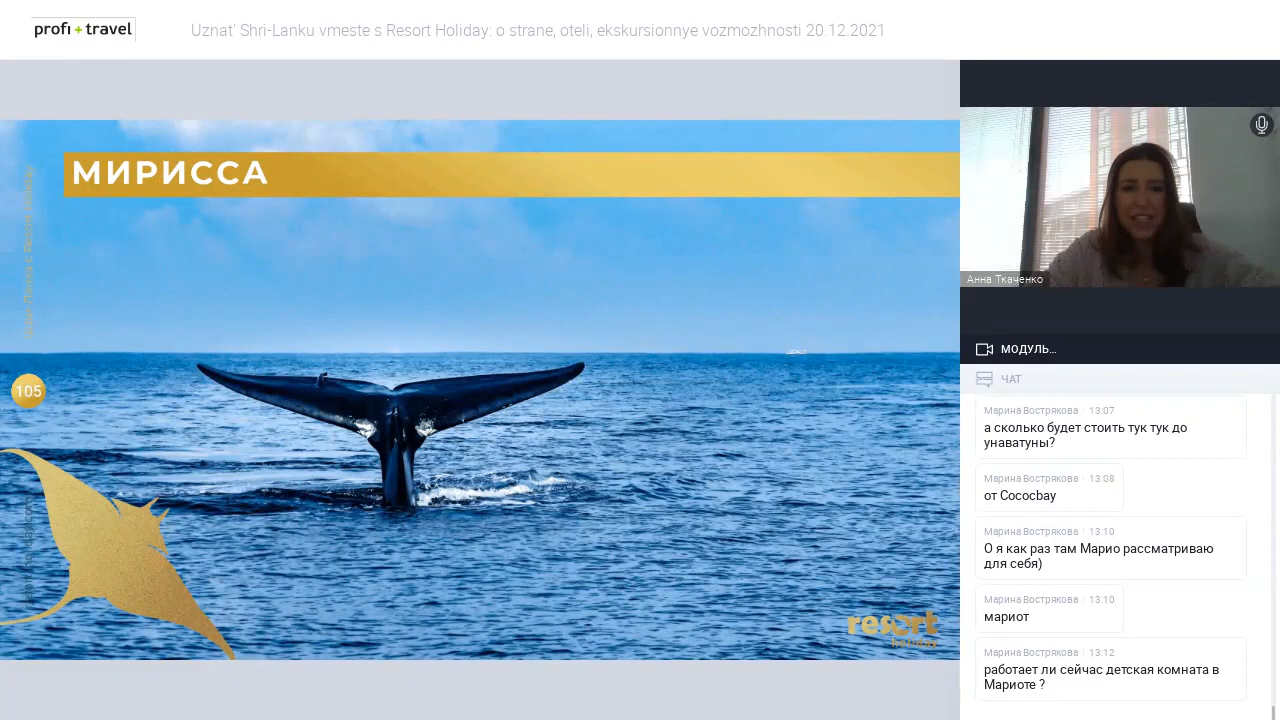 profi + travel
Uznat' Shri-Lanku vmeste s Resort Holiday: o strane, oteli, ekskursionnye vozmozhnosti 20.12.2021
МИРИССА
105
resort
holiday
Анна Ткаченко
МОДУЛЬ...
ЧАТ
Марина Вострякова 13:07
а сколько будет стоить тук тук до
унаватуны?
Марина Вострякова 13:08
от Cococbay
Марина Вострякова 13:10
О я как раз там Марио рассматриваю
для себя)
Марина Вострякова 13:10
мариот
Марина Вострякова 13:12
работает ли сейчас детская комната в
Мариоте ?